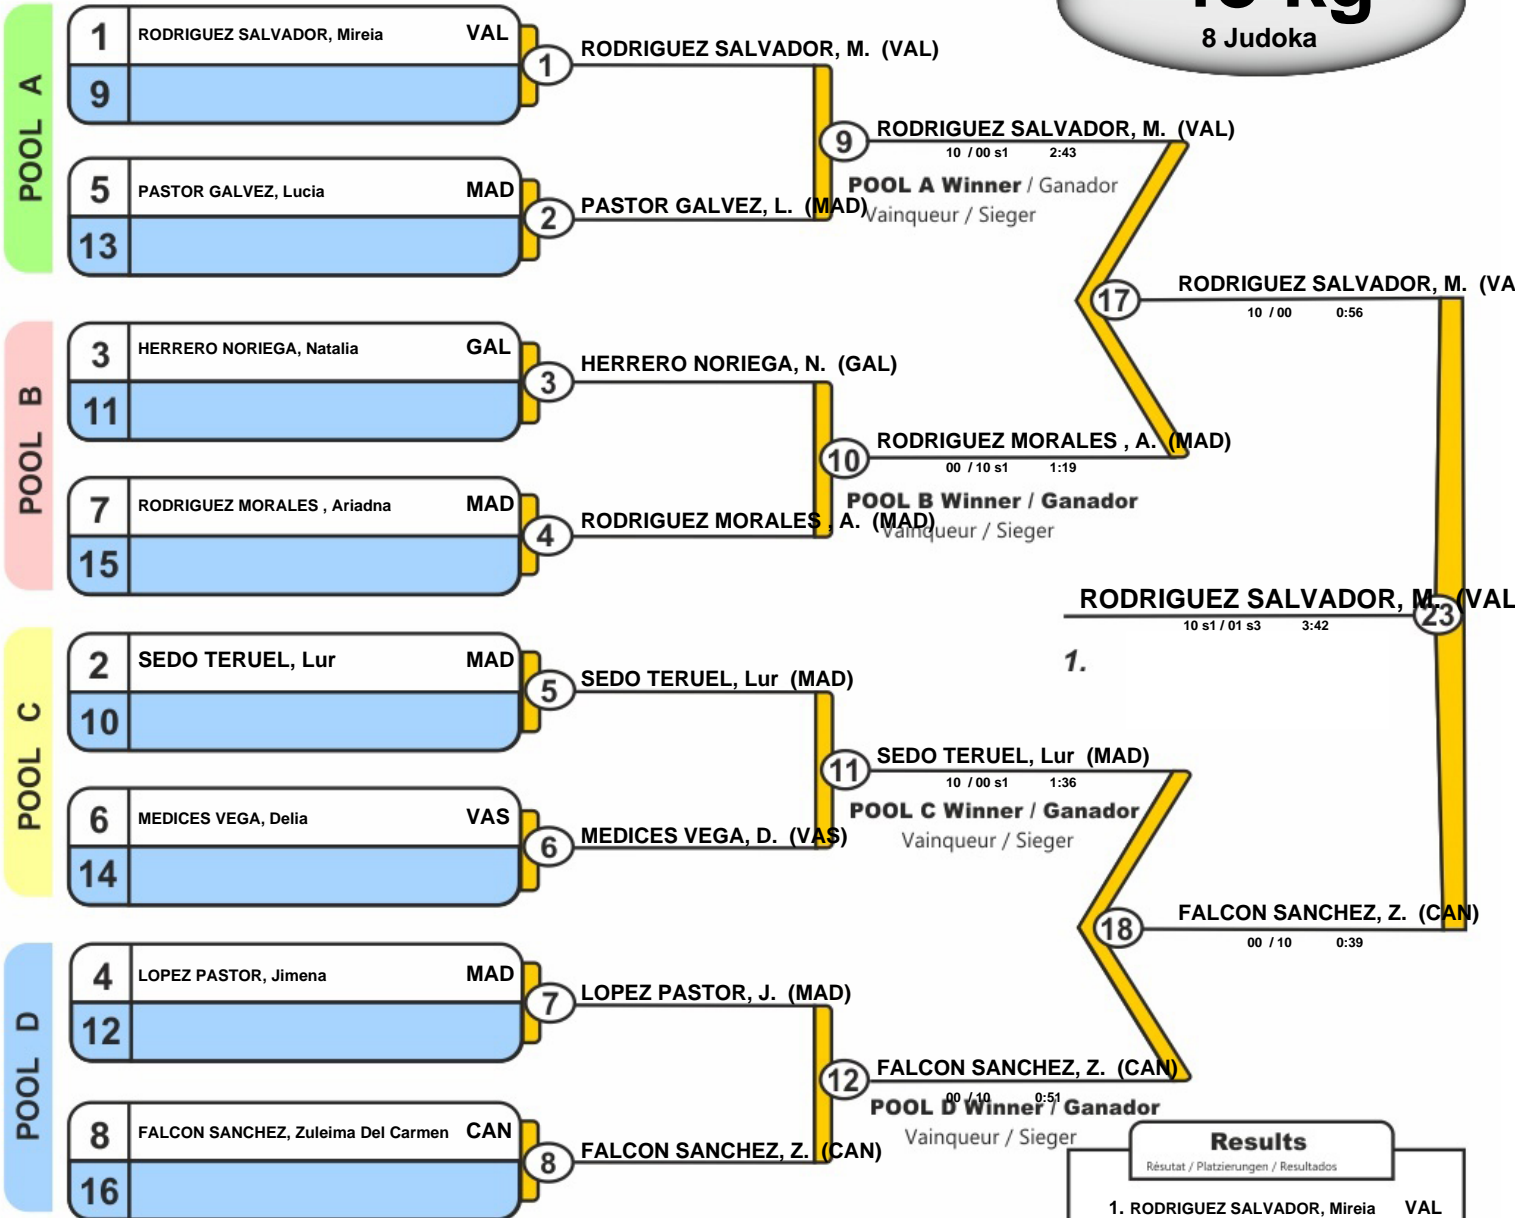 8 Judoka
POOL A
1 RODRIGUEZ SALVADOR, Mireia VAL
9
1 RODRIGUEZ SALVADOR, M. (VAL)
5 PASTOR GALVEZ, Lucia MAD
13
2 PASTOR GALVEZ, L. (MAD)
9 RODRIGUEZ SALVADOR, M. (VAL)
10 / 00 s1 2:43
POOL A Winner / Ganador
Vainqueur / Sieger
POOL B
3 HERRERO NORIEGA, Natalia GAL
11
3 HERRERO NORIEGA, N. (GAL)
7 RODRIGUEZ MORALES , Ariadna MAD
15
4 RODRIGUEZ MORALES , A. (MAD)
10 RODRIGUEZ MORALES , A. (MAD)
00 / 10 s1 1:19
POOL B Winner / Ganador
Vainqueur / Sieger
17 RODRIGUEZ SALVADOR, M. (VA
10 / 00 0:56
POOL C
2 SEDO TERUEL, Lur MAD
10
5 SEDO TERUEL, Lur (MAD)
6 MEDICES VEGA, Delia VAS
14
6 MEDICES VEGA, D. (VAS)
11 SEDO TERUEL, Lur (MAD)
10 / 00 s1 1:36
POOL C Winner / Ganador
Vainqueur / Sieger
POOL D
4 LOPEZ PASTOR, Jimena MAD
12
7 LOPEZ PASTOR, J. (MAD)
8 FALCON SANCHEZ, Zuleima Del Carmen CAN
16
8 FALCON SANCHEZ, Z. (CAN)
12 FALCON SANCHEZ, Z. (CAN)
00 / 10 0:51
POOL D Winner / Ganador
Vainqueur / Sieger
18 FALCON SANCHEZ, Z. (CAN)
00 / 10 0:39
RODRIGUEZ SALVADOR, M. (VAL
23
10 s1 / 01 s3 3:42
1.
Results
Résutat / Platzierungen / Resultados
1. RODRIGUEZ SALVADOR, Mireia VAL